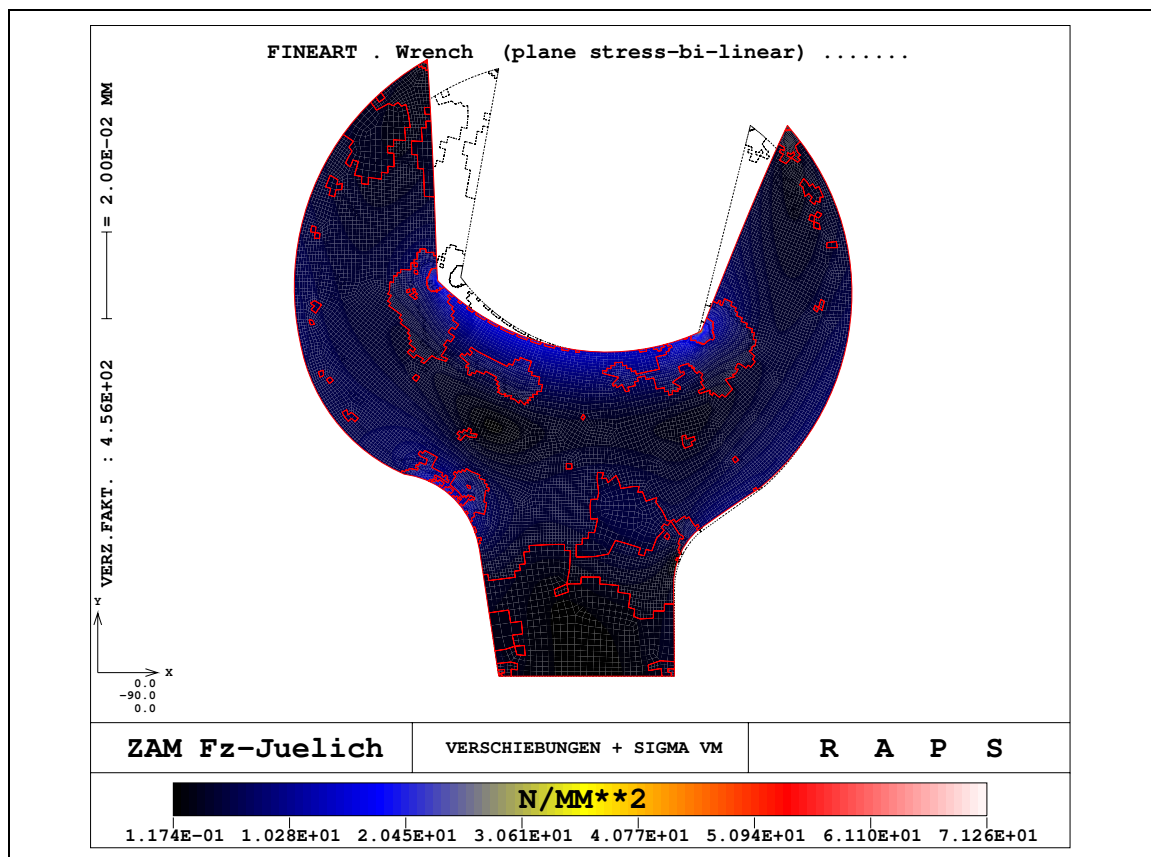 FINEART . Wrench (plane stress-bi-linear) .......
VERZ.FAKT. : 4.56E+02
= 2.00E-02 MM
Y
X
0.0
-90.0
0.0
ZAM Fz-Juelich
VERSCHIEBUNGEN + SIGMA VM
R A P S
N/MM**2
1.174E-01 1.028E+01 2.045E+01 3.061E+01 4.077E+01 5.094E+01 6.110E+01 7.126E+01